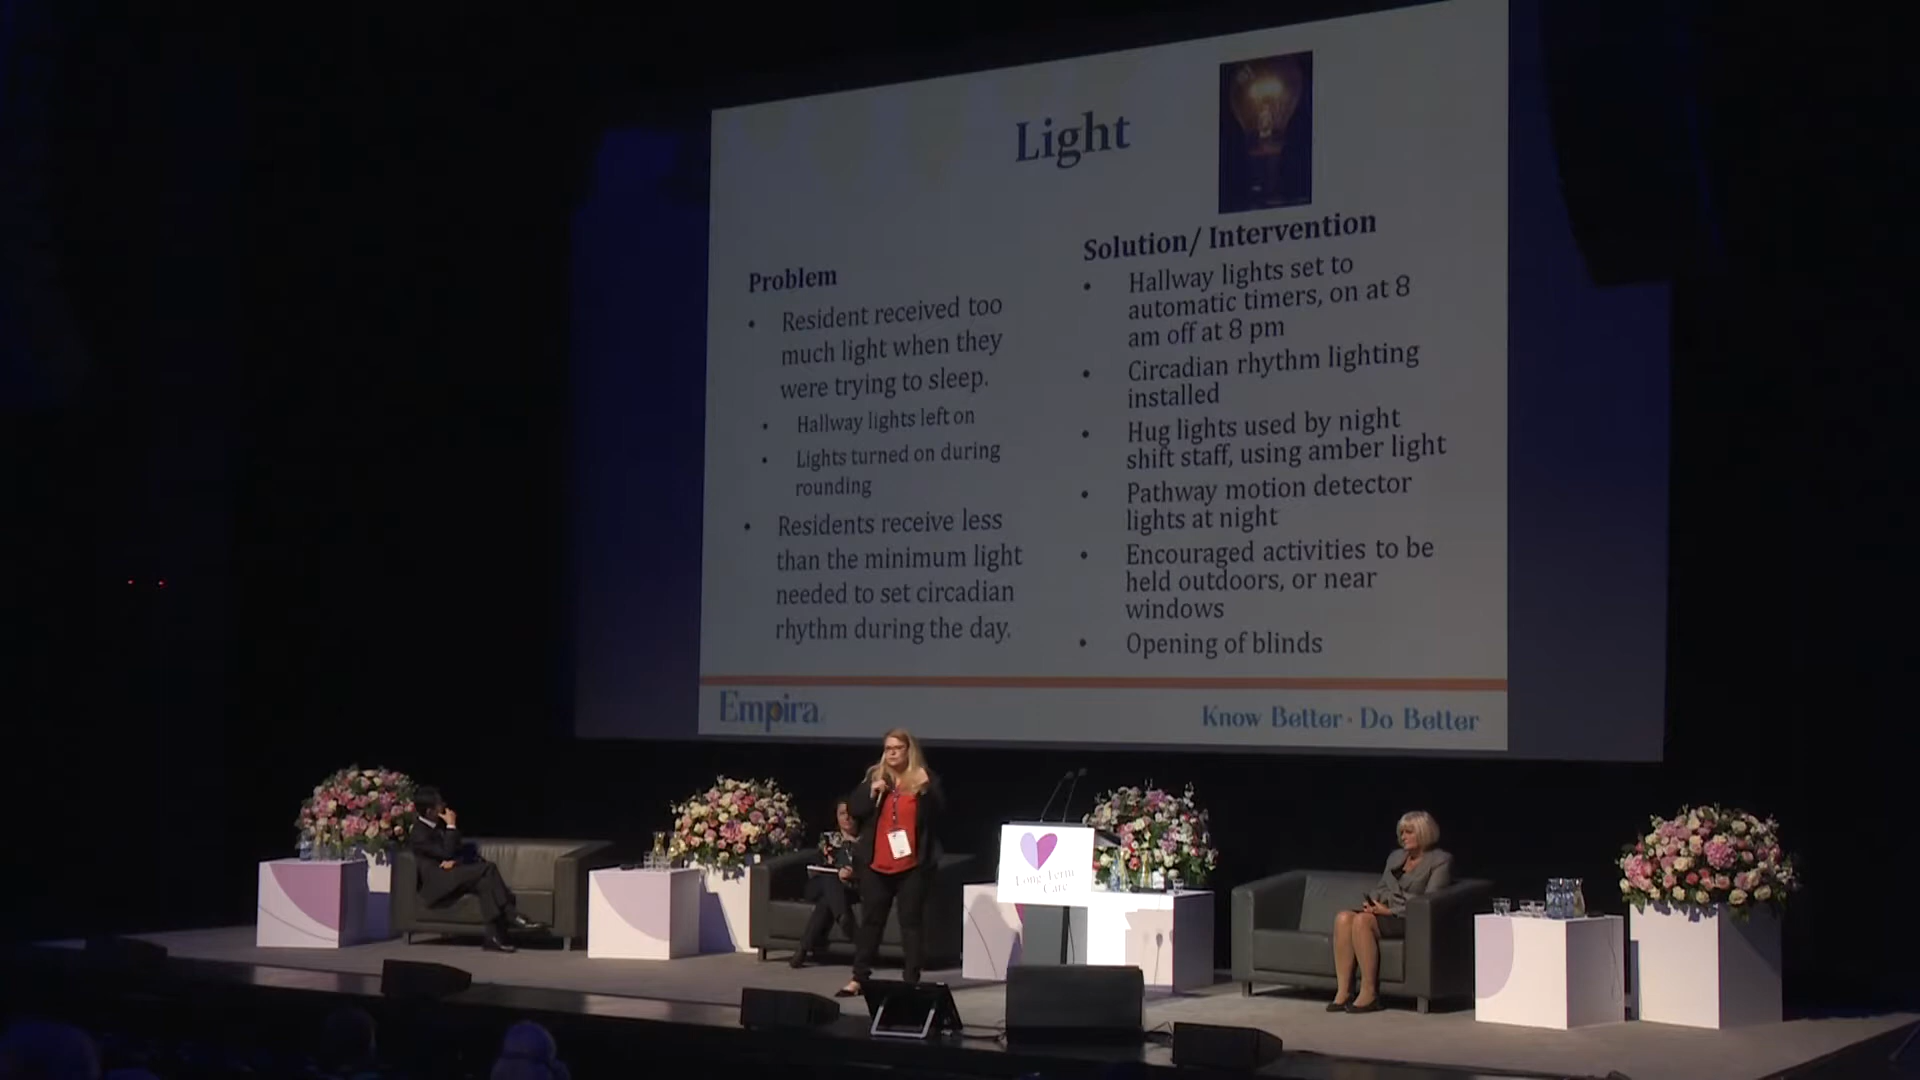 Light
Problem
• Resident received too
much light when they
were trying to sleep.
• Hallway lights left on
• Lights turned on during
rounding
• Residents receive less
than the minimum light
needed to set circadian
rhythm during the day.
Solution/ Intervention
• Hallway lights set to
automatic timers, on at 8
am off at 8 pm
• Circadian rhythm lighting
installed
• Hug lights used by night
shift staff, using amber light
• Pathway motion detector
lights at night
• Encouraged activities to be
held outdoors, or near
windows
• Opening of blinds
Empira
Know Better · Do Better
Long Term
Care